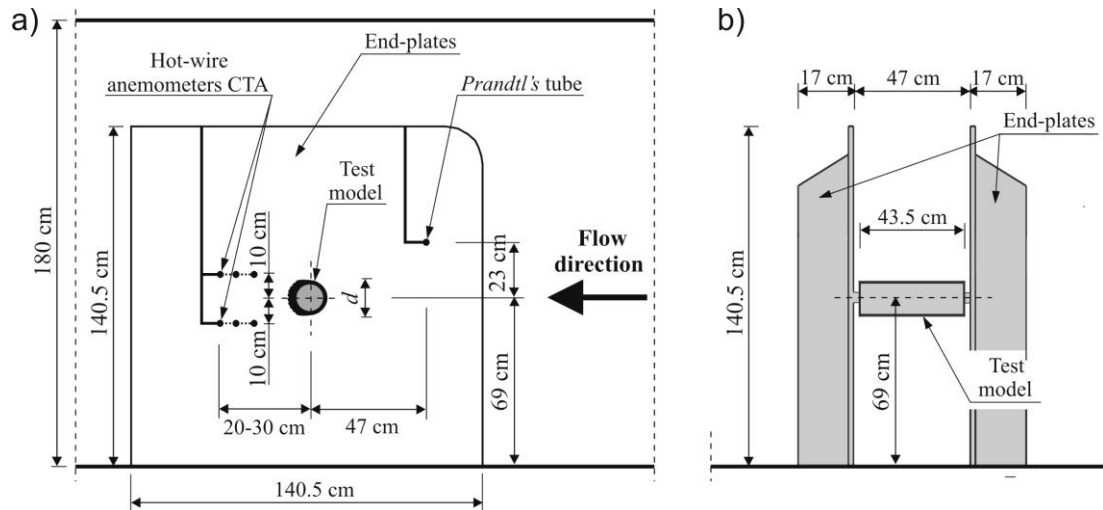 a)
End-plates
Hot-wire
anemometers CTA
Prandtl's tube
Test
model
180 cm
140.5 cm
10 cm
10 cm
d
Flow
direction
23 cm
69 cm
20-30 cm
47 cm
140.5 cm
b)
17 cm
47 cm
17 cm
End-plates
43.5 cm
140.5 cm
69 cm
Test
model